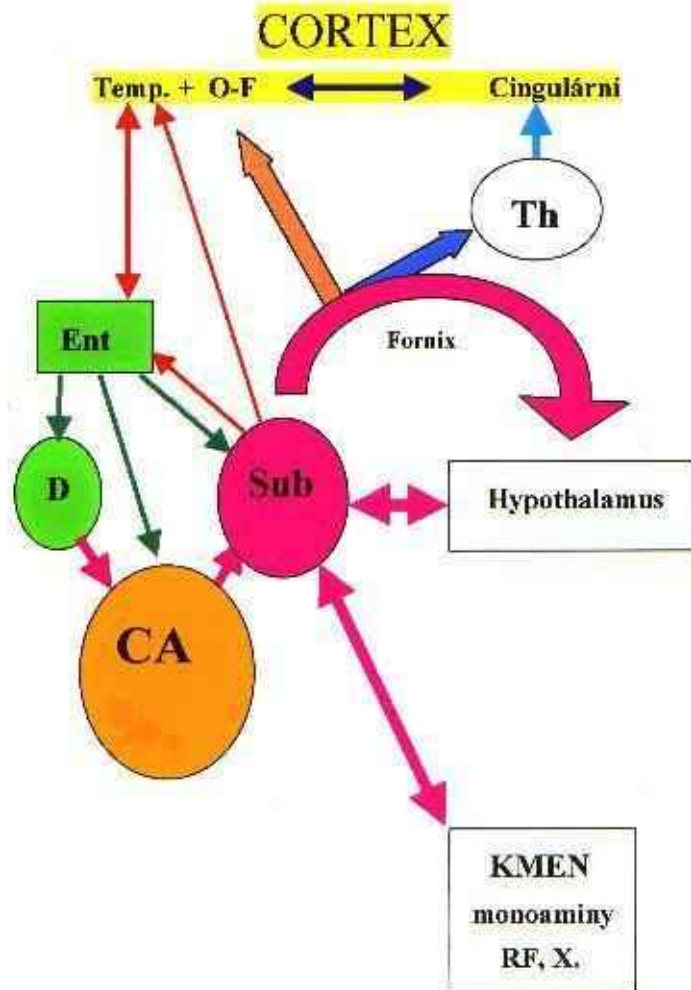 CORTEX
Temp. + O-F Cingulární
Th
Ent
Fornix
D
Sub
Hypothalamus
CA
KMEN
monoaminy
RF, X.